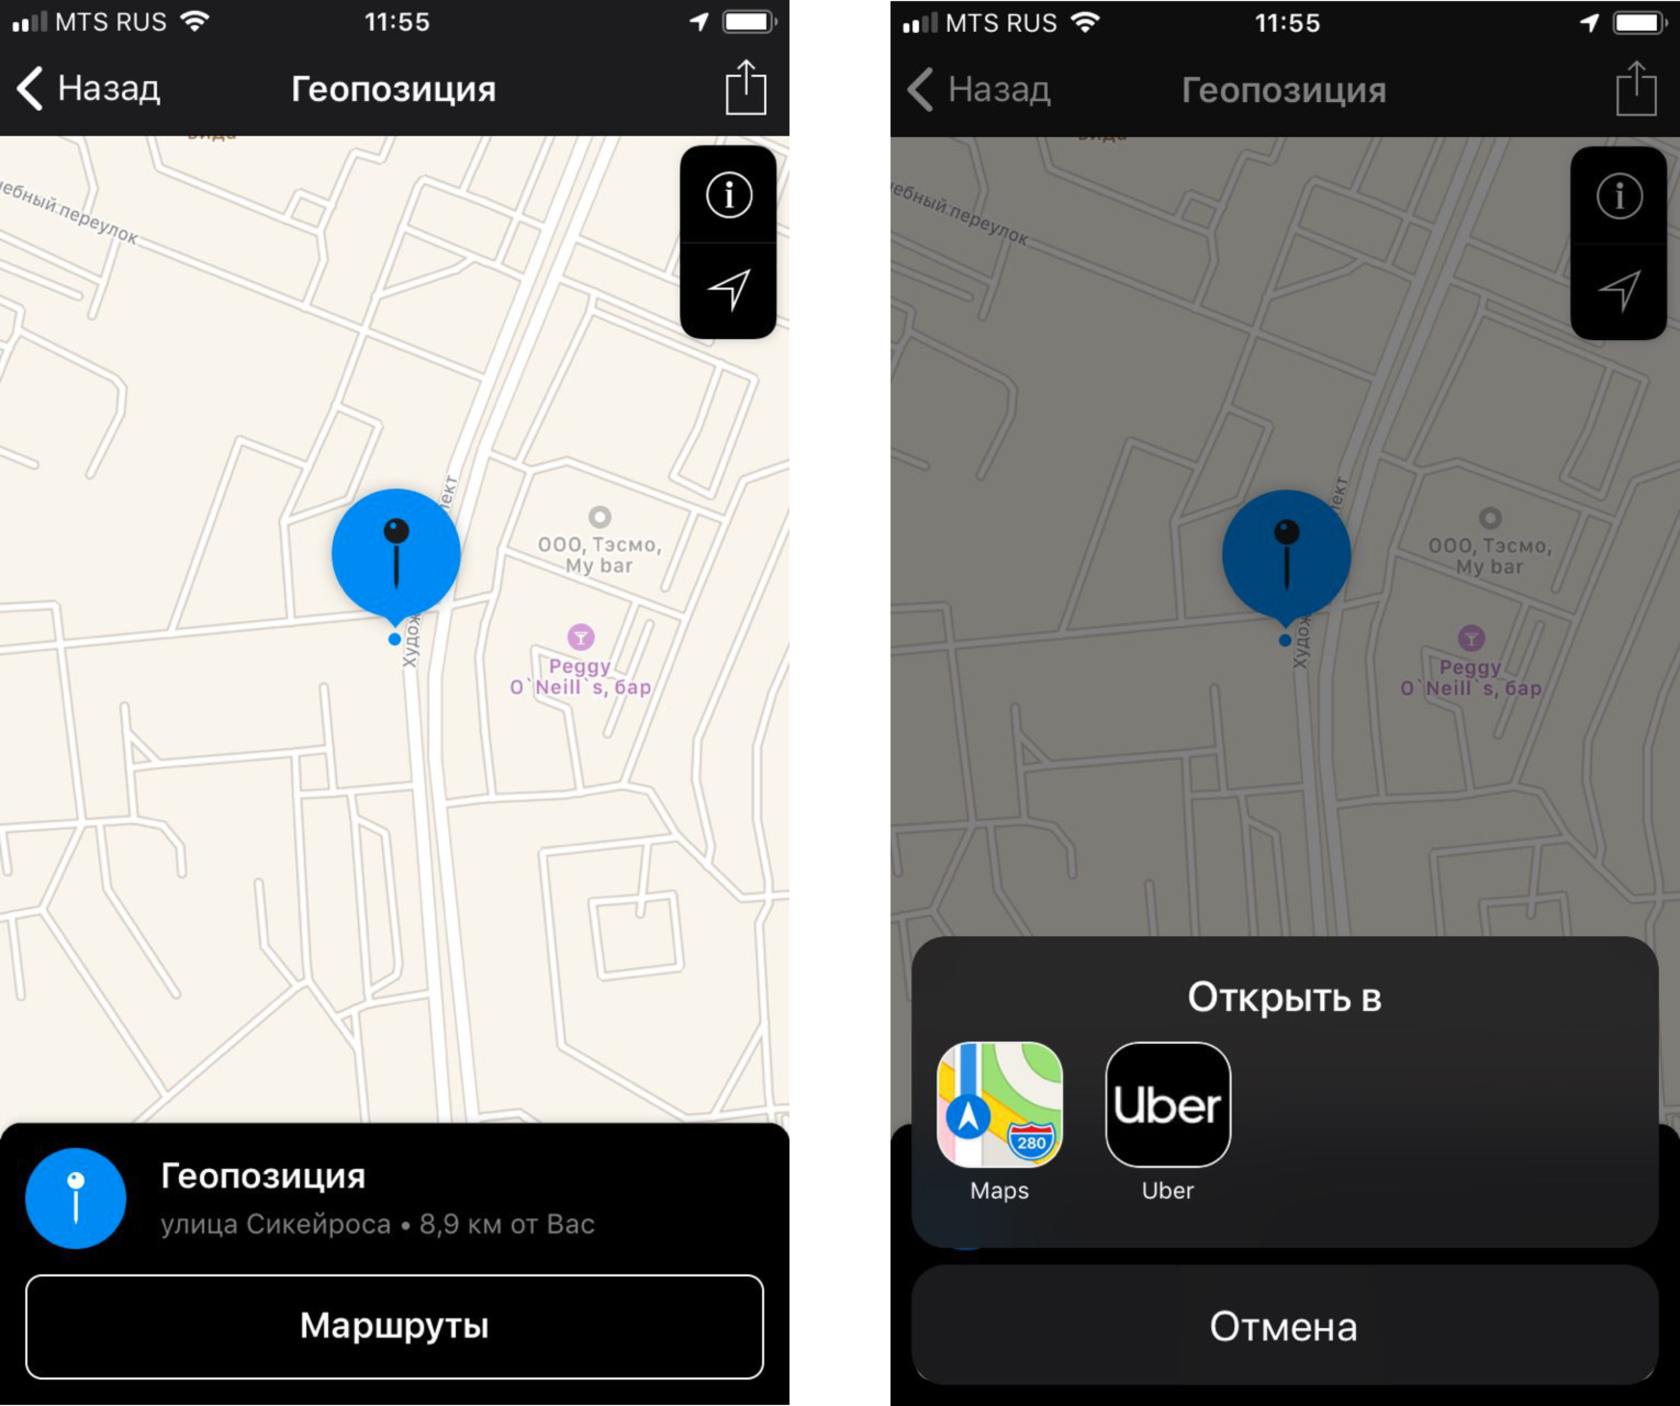 MTS RUS
11:55
Назад
Геопозиция
ебный переулок
ООО, Тэсмо,
My bar
Peggy
O`Neill`s, бар
Худож
лект
Геопозиция
улица Сикейроса • 8,9 км от Вас
Маршруты
MTS RUS
11:55
Назад
Геопозиция
ебный переулок
ООО, Тэсмо,
My bar
Peggy
O`Neill`s, бар
Худож
лект
Открыть в
280
Uber
Maps
Uber
Отмена